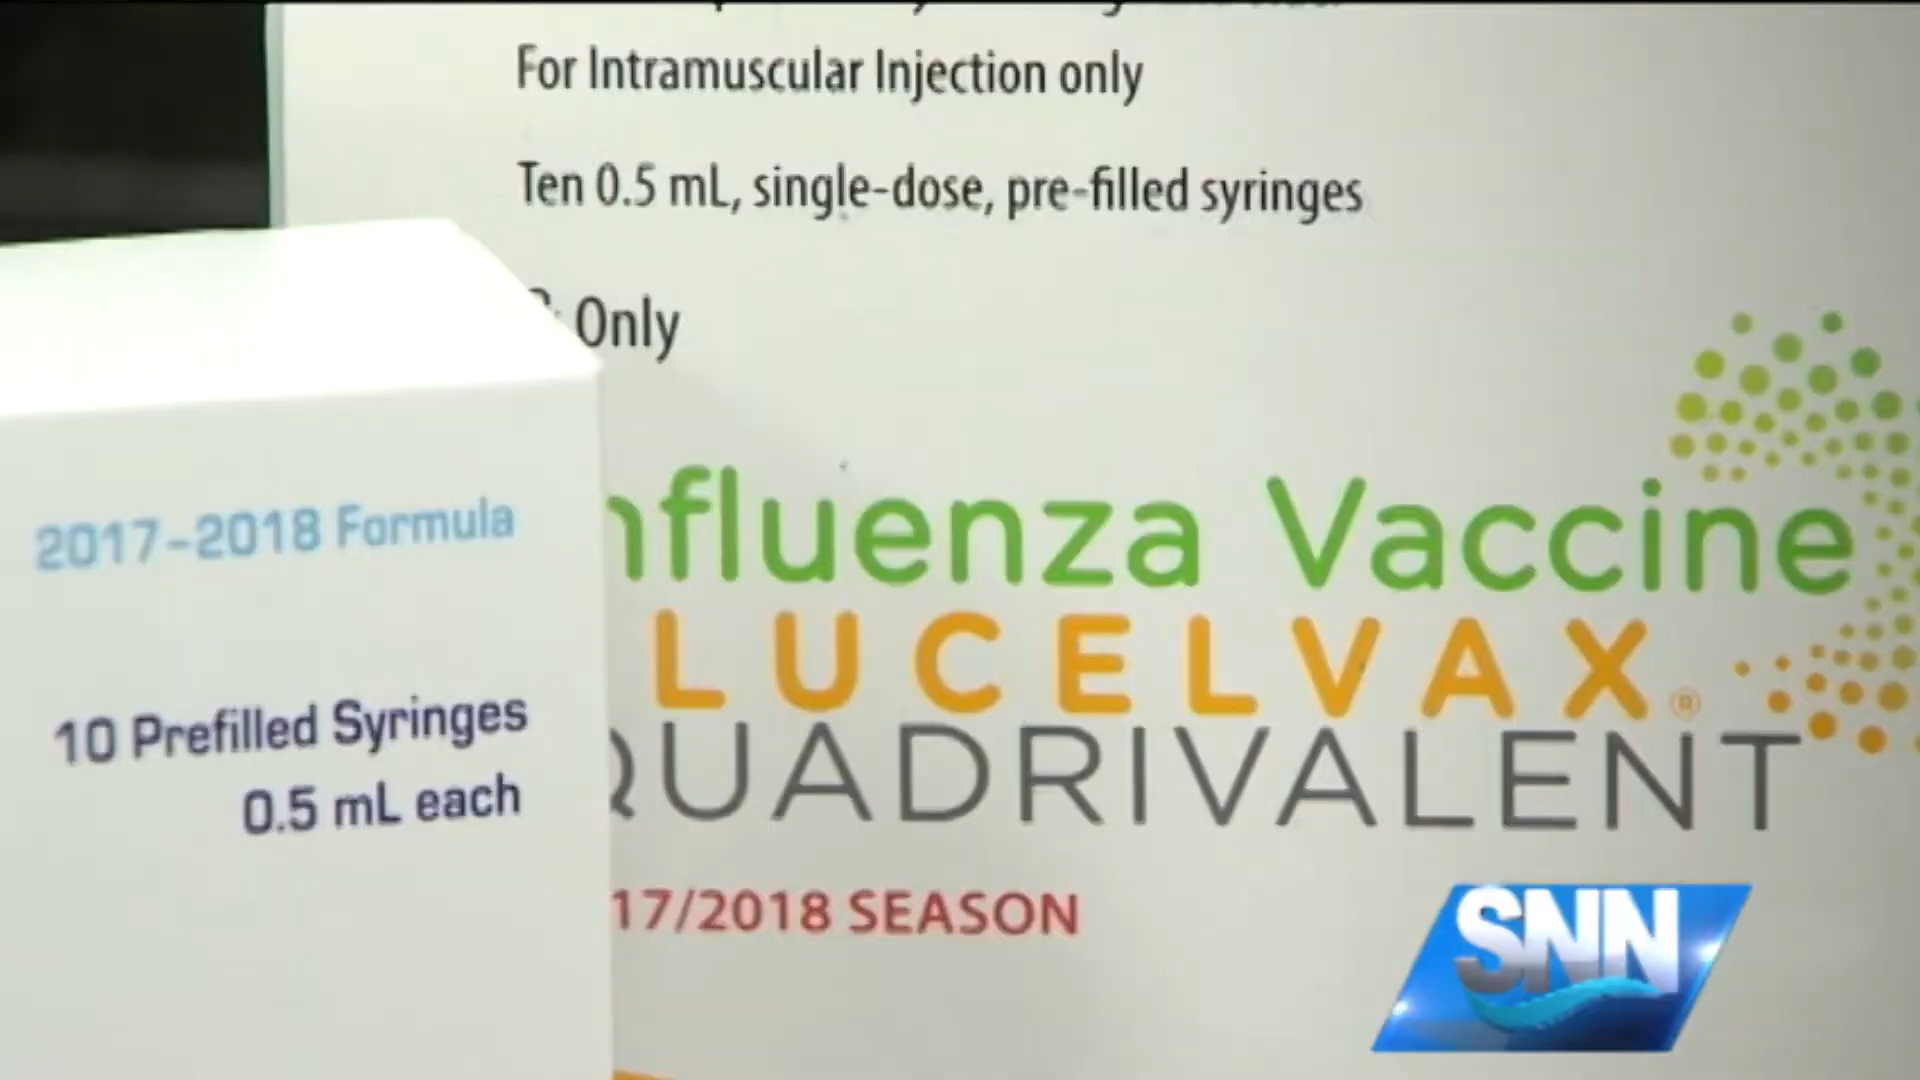 For Intramuscular Injection only
Ten 0.5 mL, single-dose, pre-filled syringes
Only
2017-2018 Formula
10 Prefilled Syringes
0.5 mL each
nfluenza Vaccine
LUCELVAX®
QUADRIVALENT
17/2018 SEASON
SNN